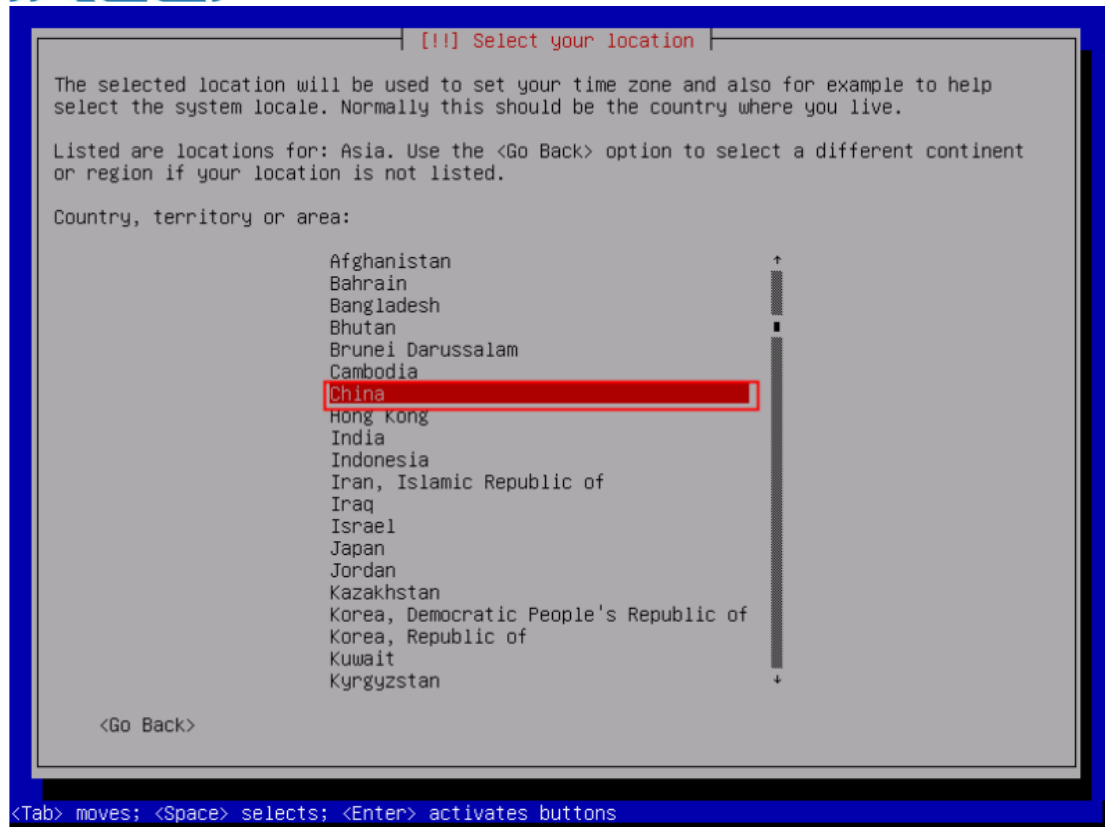 [!!] Select your location
The selected location will be used to set your time zone and also for example to help
select the system locale. Normally this should be the country where you live.
Listed are locations for: Asia. Use the <Go Back> option to select a different continent
or region if your location is not listed.
Country, territory or area:
Afghanistan
Bahrain
Bangladesh
Bhutan
Brunei Darussalam
Cambodia
China
Hong Kong
India
Indonesia
Iran, Islamic Republic of
Iraq
Israel
Japan
Jordan
Kazakhstan
Korea, Democratic People's Republic of
Korea, Republic of
Kuwait
Kyrgyzstan
<Go Back>
<Tab> moves; <Space> selects; <Enter> activates buttons